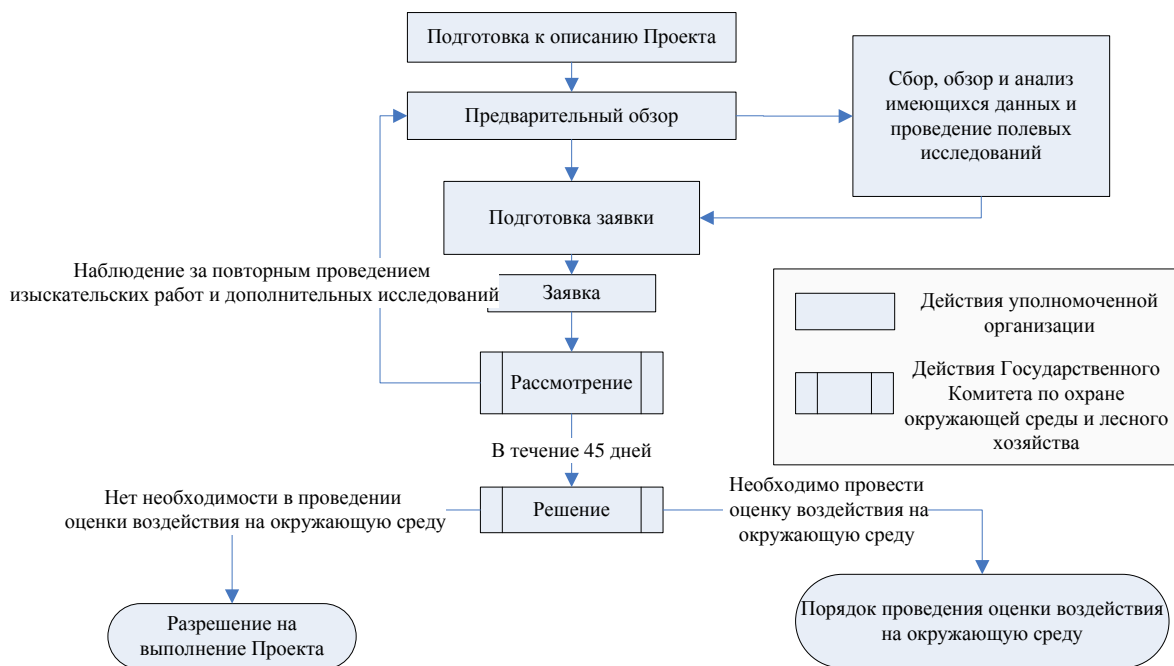 Подготовка к описанию Проекта
Предварительный обзор
Сбор, обзор и анализ
имеющихся данных и
проведение полевых
исследований
Подготовка заявки
Наблюдение за повторным проведением
изыскательских работ и дополнительных исследований
Заявка
Действия уполномоченной
организации
Действия Государственного
Комитета по охране
окружающей среды и лесного
хозяйства
Рассмотрение
В течение 45 дней
Нет необходимости в проведении
оценки воздействия на окружающую среду
Решение
Необходимо провести
оценку воздействия на
окружающую среду
Разрешение на
выполнение Проекта
Порядок проведения оценки воздействия
на окружающую среду